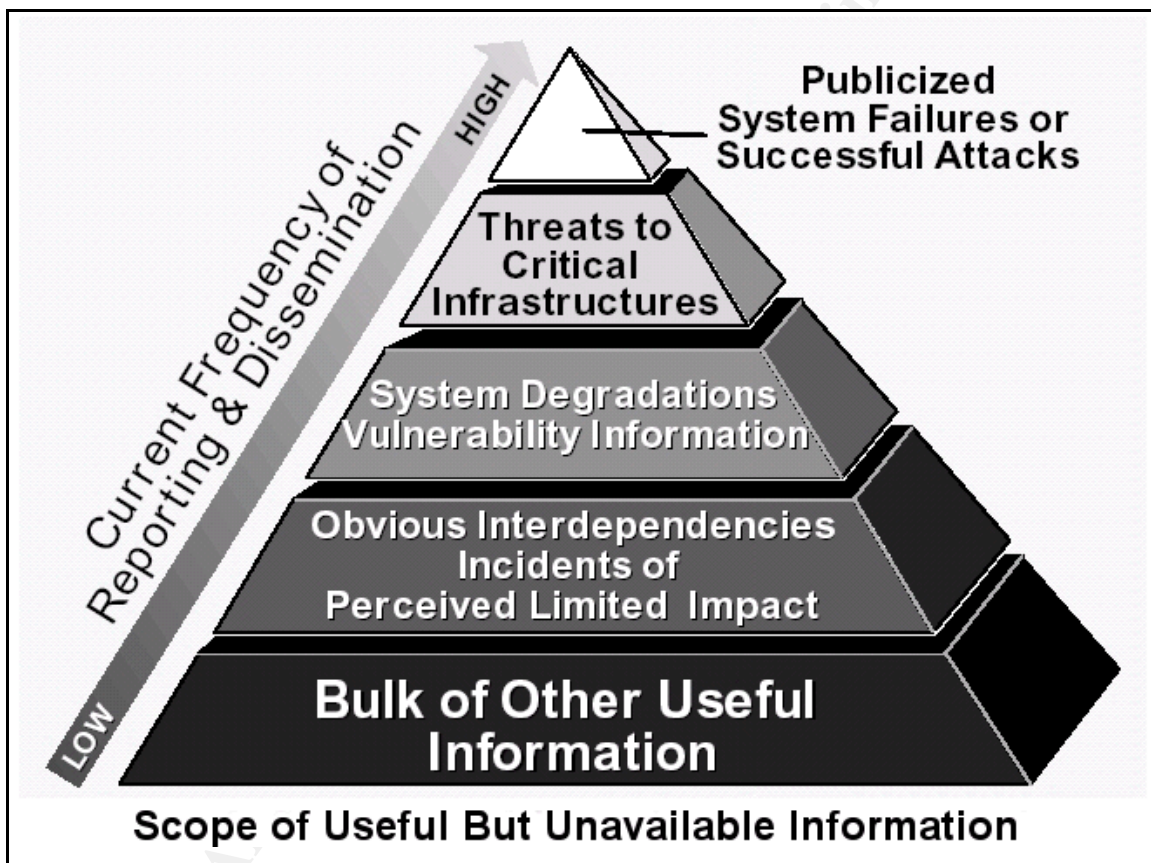 Publicized
System Failures or
Successful Attacks
HIGH
Threats to
Critical
Infrastructures
Current Frequency of
Reporting & Dissemination
System Degradations
Vulnerability Information
Obvious Interdependencies
Incidents of
Perceived Limited Impact
LOW
Bulk of Other Useful
Information
Scope of Useful But Unavailable Information